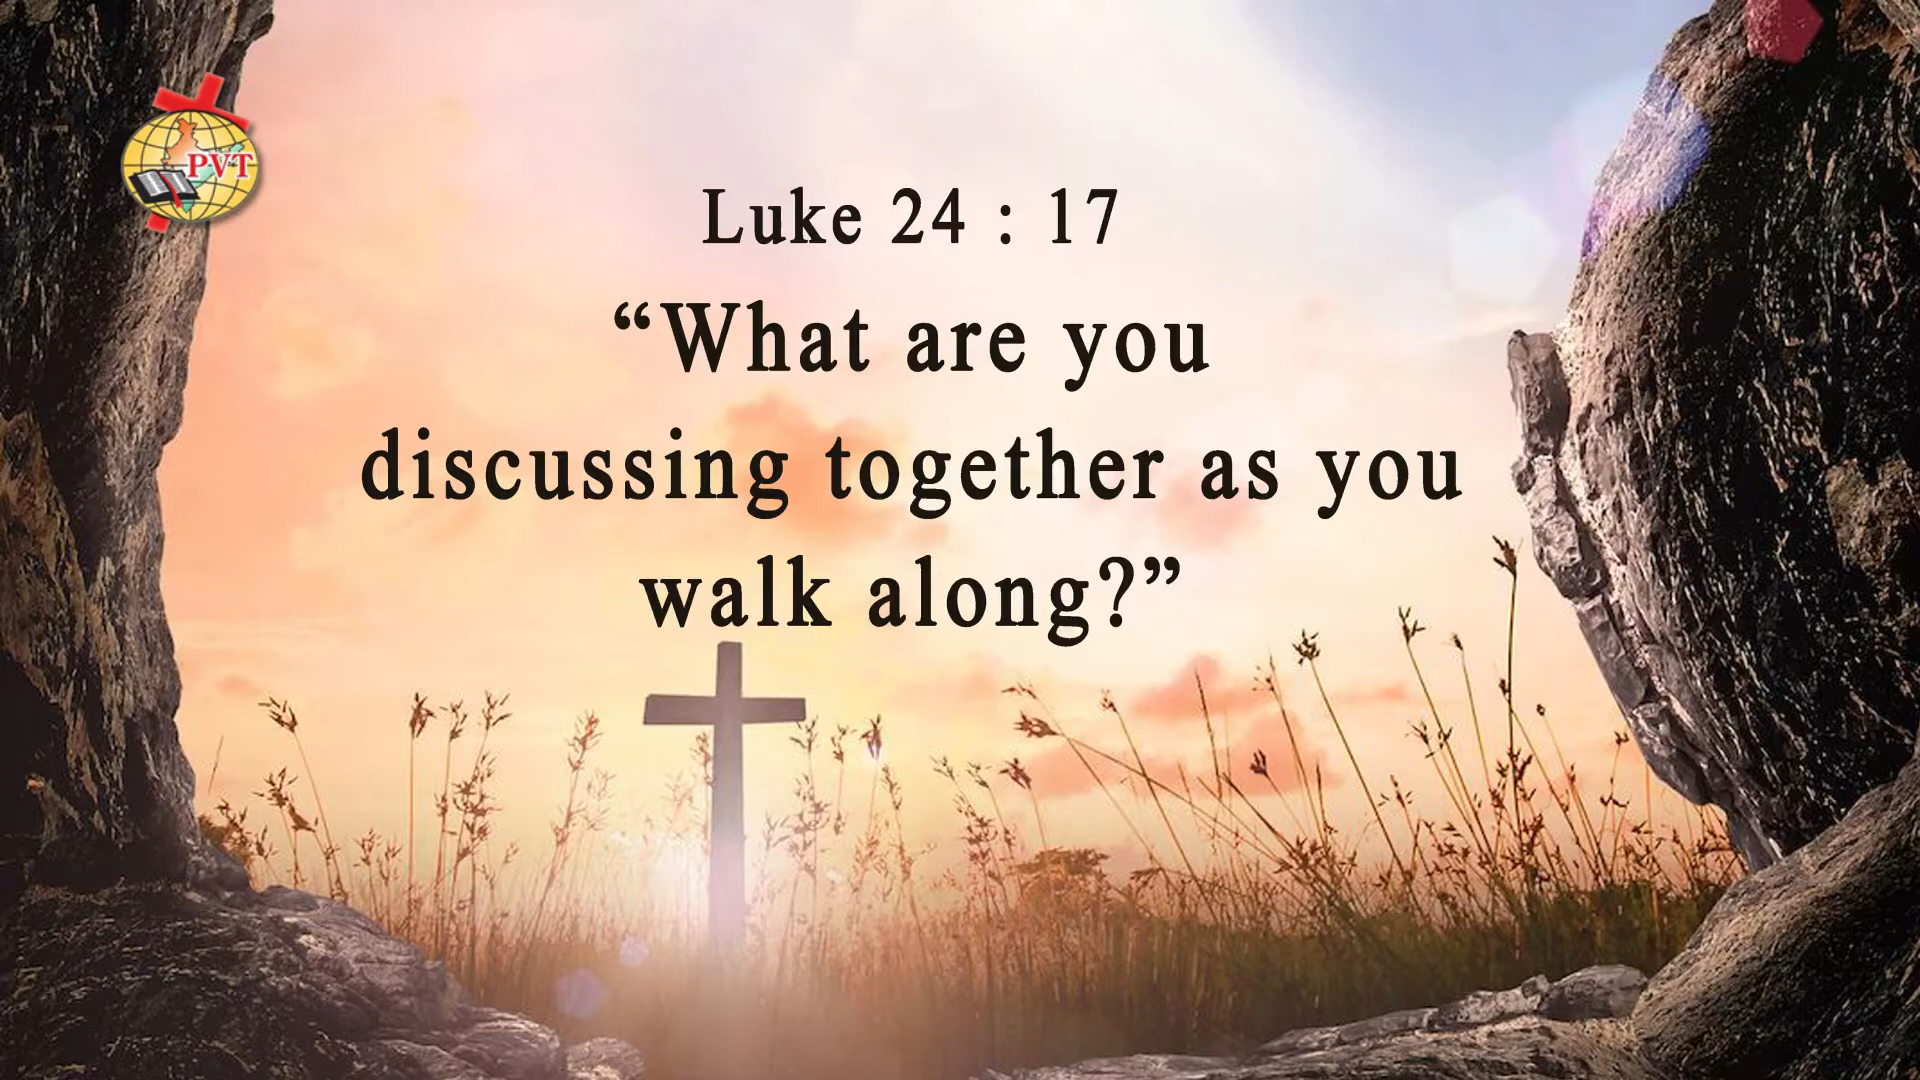 PVT
Luke 24 : 17
“What are you
discussing together as you
walk along?”